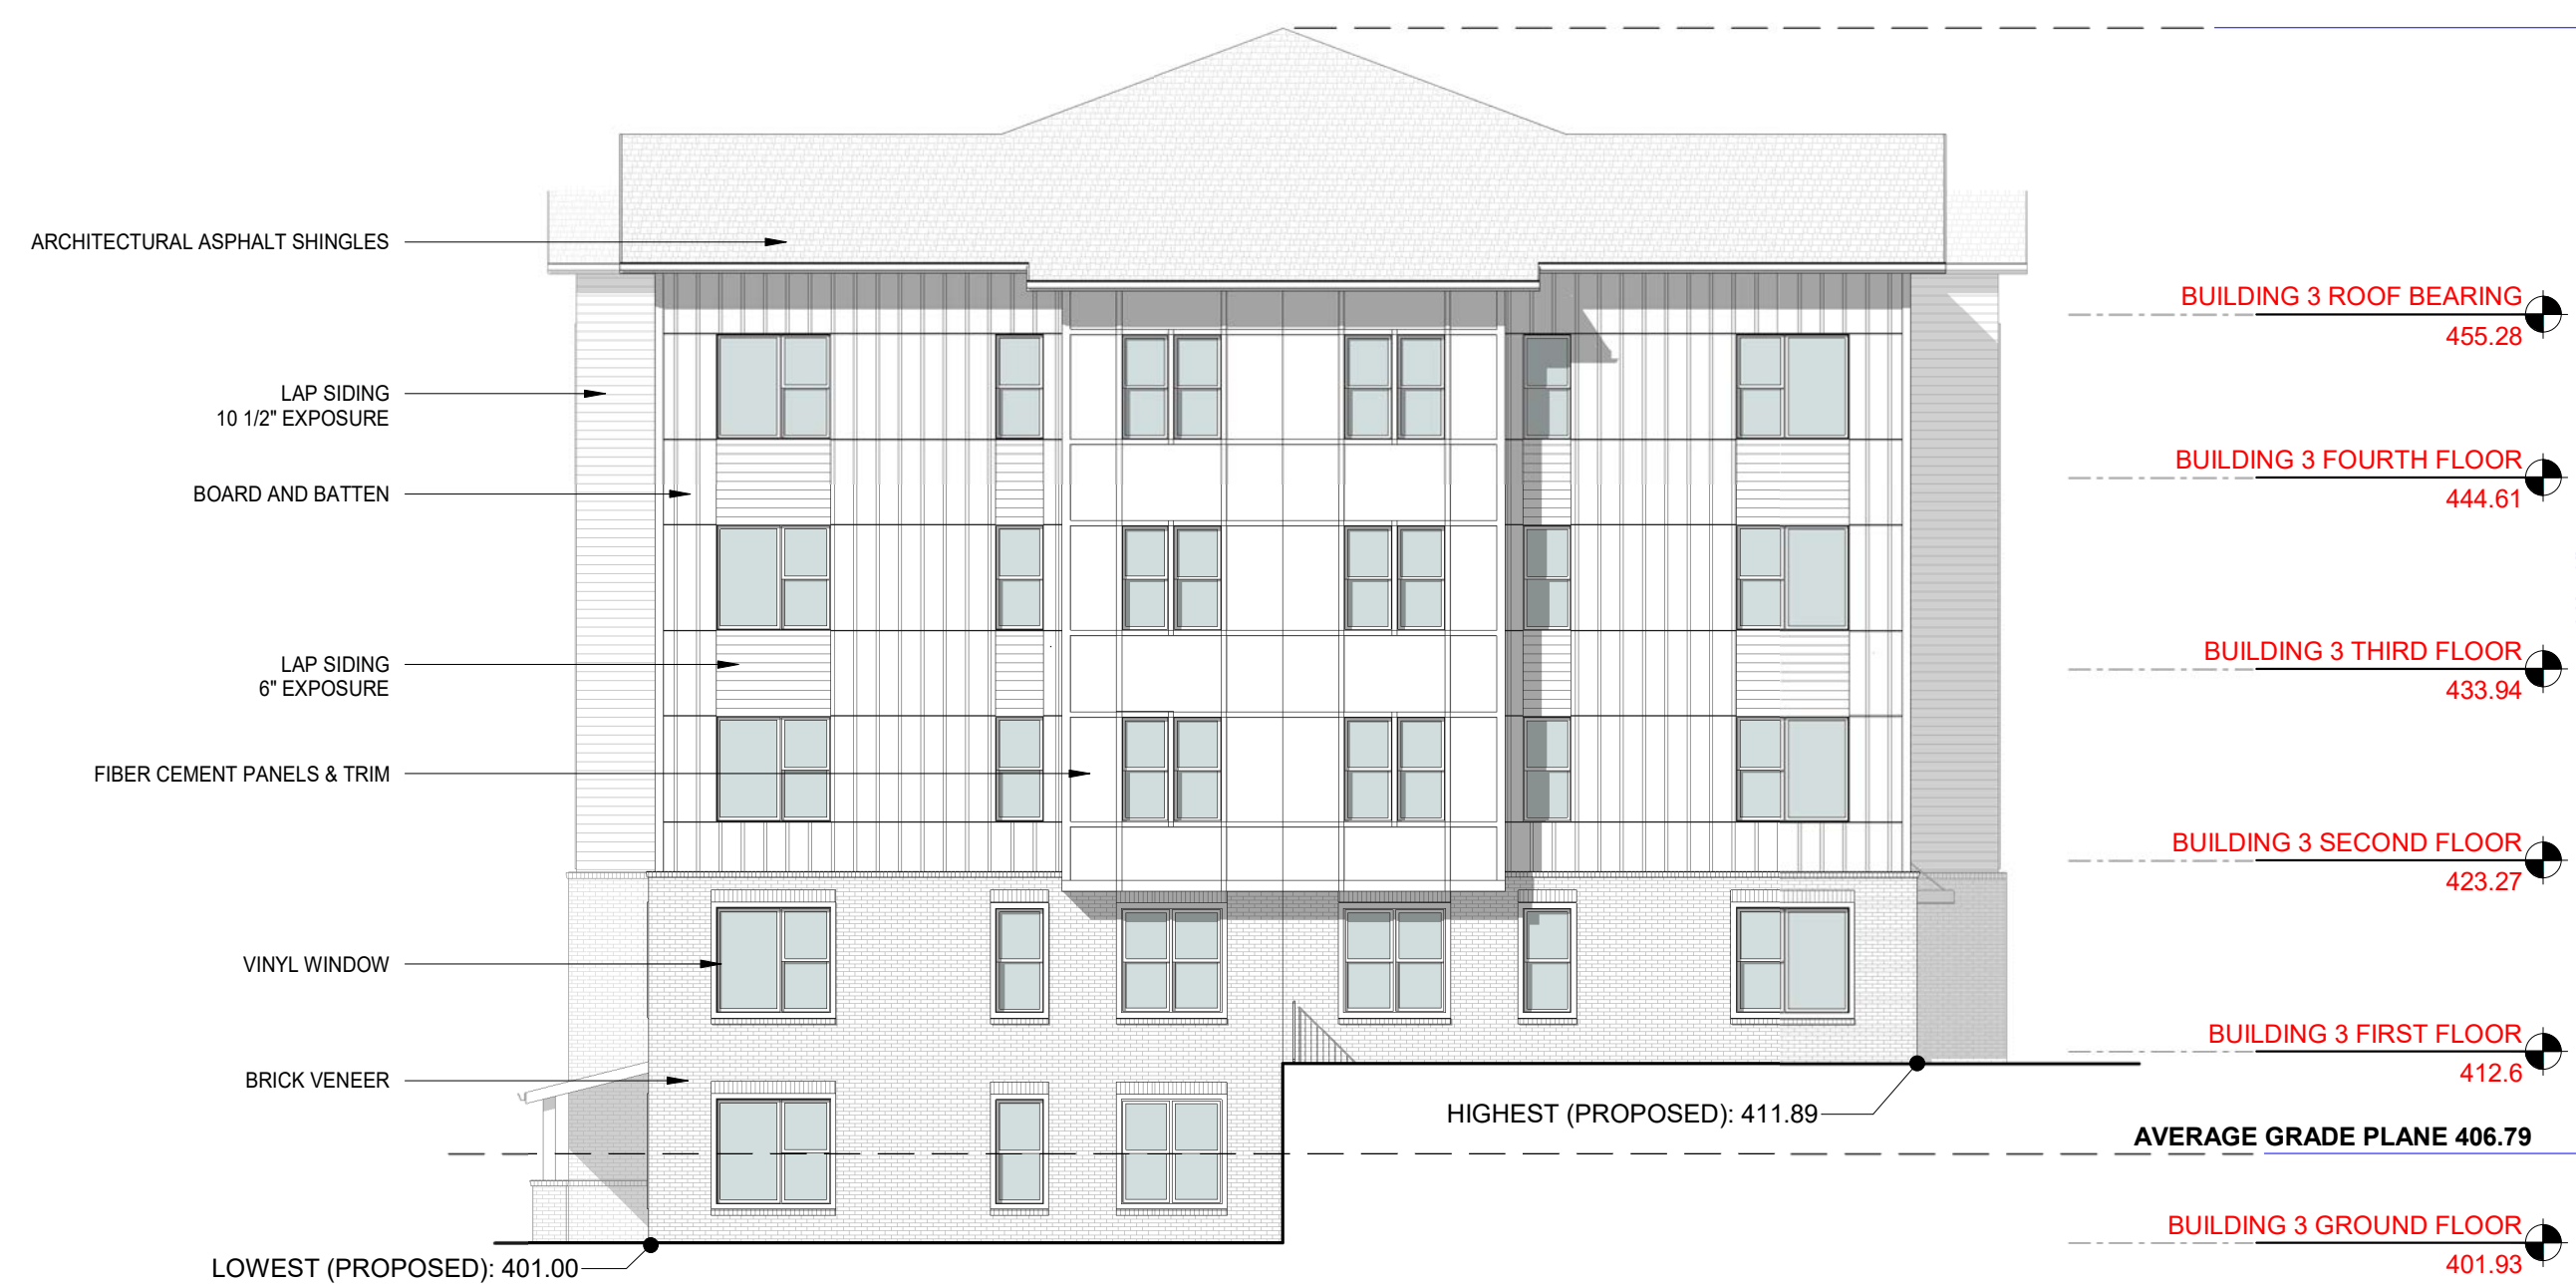 ARCHITECTURAL ASPHALT SHINGLES
LAP SIDING
10 1/2" EXPOSURE
BOARD AND BATTEN
LAP SIDING
6" EXPOSURE
FIBER CEMENT PANELS & TRIM
VINYL WINDOW
BRICK VENEER
LOWEST (PROPOSED): 401.00
HIGHEST (PROPOSED): 411.89
BUILDING 3 ROOF BEARING
455.28
BUILDING 3 FOURTH FLOOR
444.61
BUILDING 3 THIRD FLOOR
433.94
BUILDING 3 SECOND FLOOR
423.27
BUILDING 3 FIRST FLOOR
412.6
AVERAGE GRADE PLANE 406.79
BUILDING 3 GROUND FLOOR
401.93